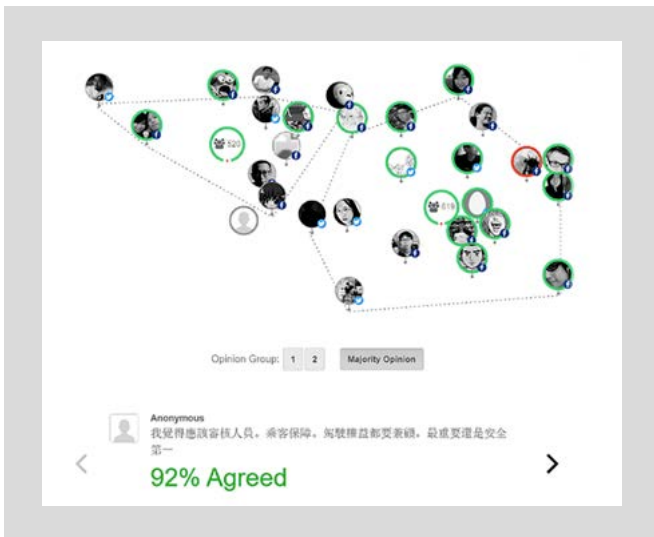 520
619
Opinion Group: 1 2 Majority Opinion
Anonymous
我覺得應該審核人員。乘客保障。駕駛權益都要兼顧。最重要還是安全
第一
92% Agreed